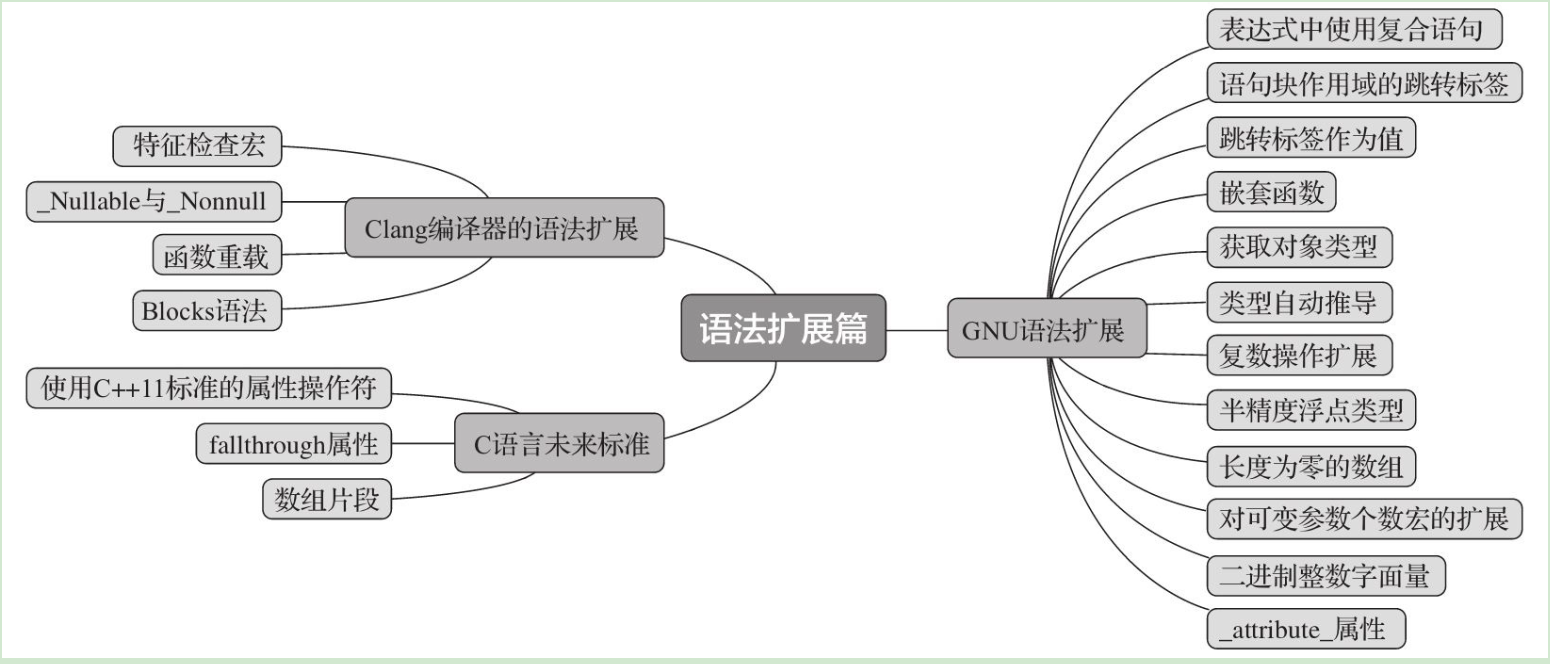 语法扩展篇
Clang编译器的语法扩展
特征检查宏
_Nullable与_Nonnull
函数重载
Blocks语法
C语言未来标准
使用C++11标准的属性操作符
fallthrough属性
数组片段
GNU语法扩展
表达式中使用复合语句
语句块作用域的跳转标签
跳转标签作为值
嵌套函数
获取对象类型
类型自动推导
复数操作扩展
半精度浮点类型
长度为零的数组
对可变参数个数宏的扩展
二进制整数字面量
_attribute_属性